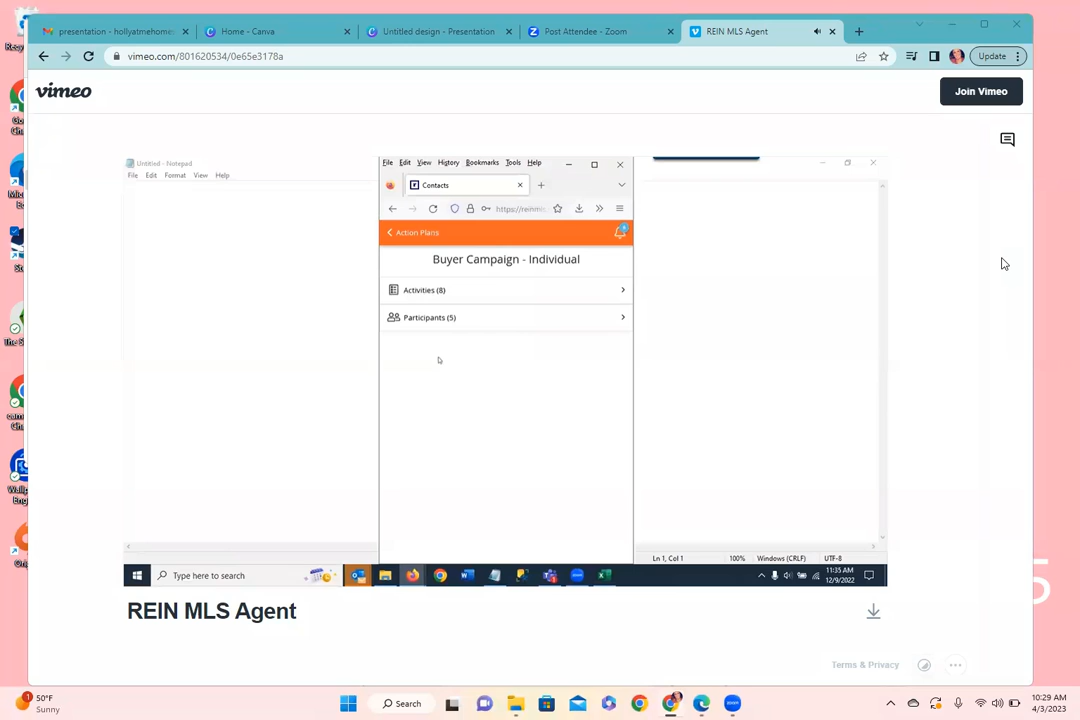 presentation - hollyatmehome
Home - Canva
Untitled design - Presentation
Post Attendee - Zoom
REIN MLS Agent
vimeo.com/801620534/0e65e3178a
Update
vimeo
Join Vimeo
Untitled - Notepad
File Edit Format View Help
File Edit View History Bookmarks Tools Help
Contacts
https://reinmls
Action Plans
Buyer Campaign - Individual
Activities (8)
Participants (5)
Ln 1, Col 1
100%
Windows (CRLF)
UTF-8
Type here to search
11:35 AM
12/9/2022
REIN MLS Agent
Terms & Privacy
50°F
Sunny
Search
10:29 AM
4/3/2023
5